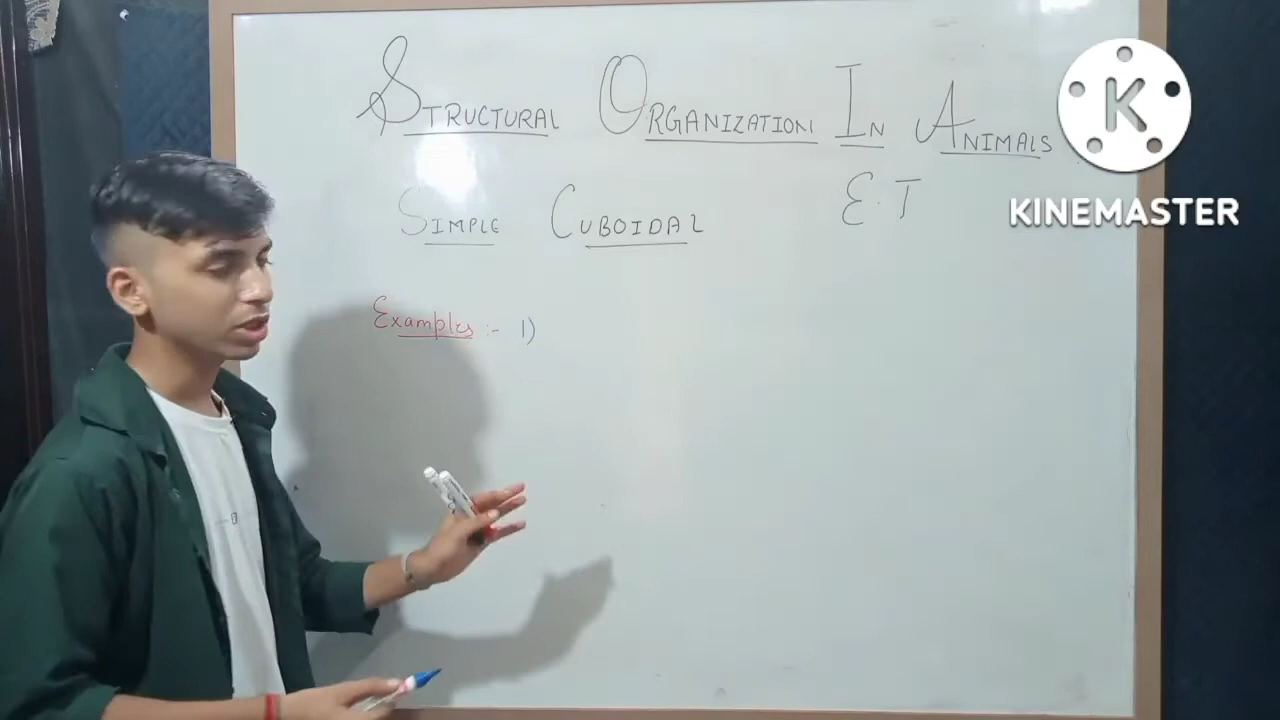 STRUCTURAL ORGANIZATION IN ANIMALS
SIMPLE CUBOIDAL E.T
Examples :- 1)
K
KINEMASTER